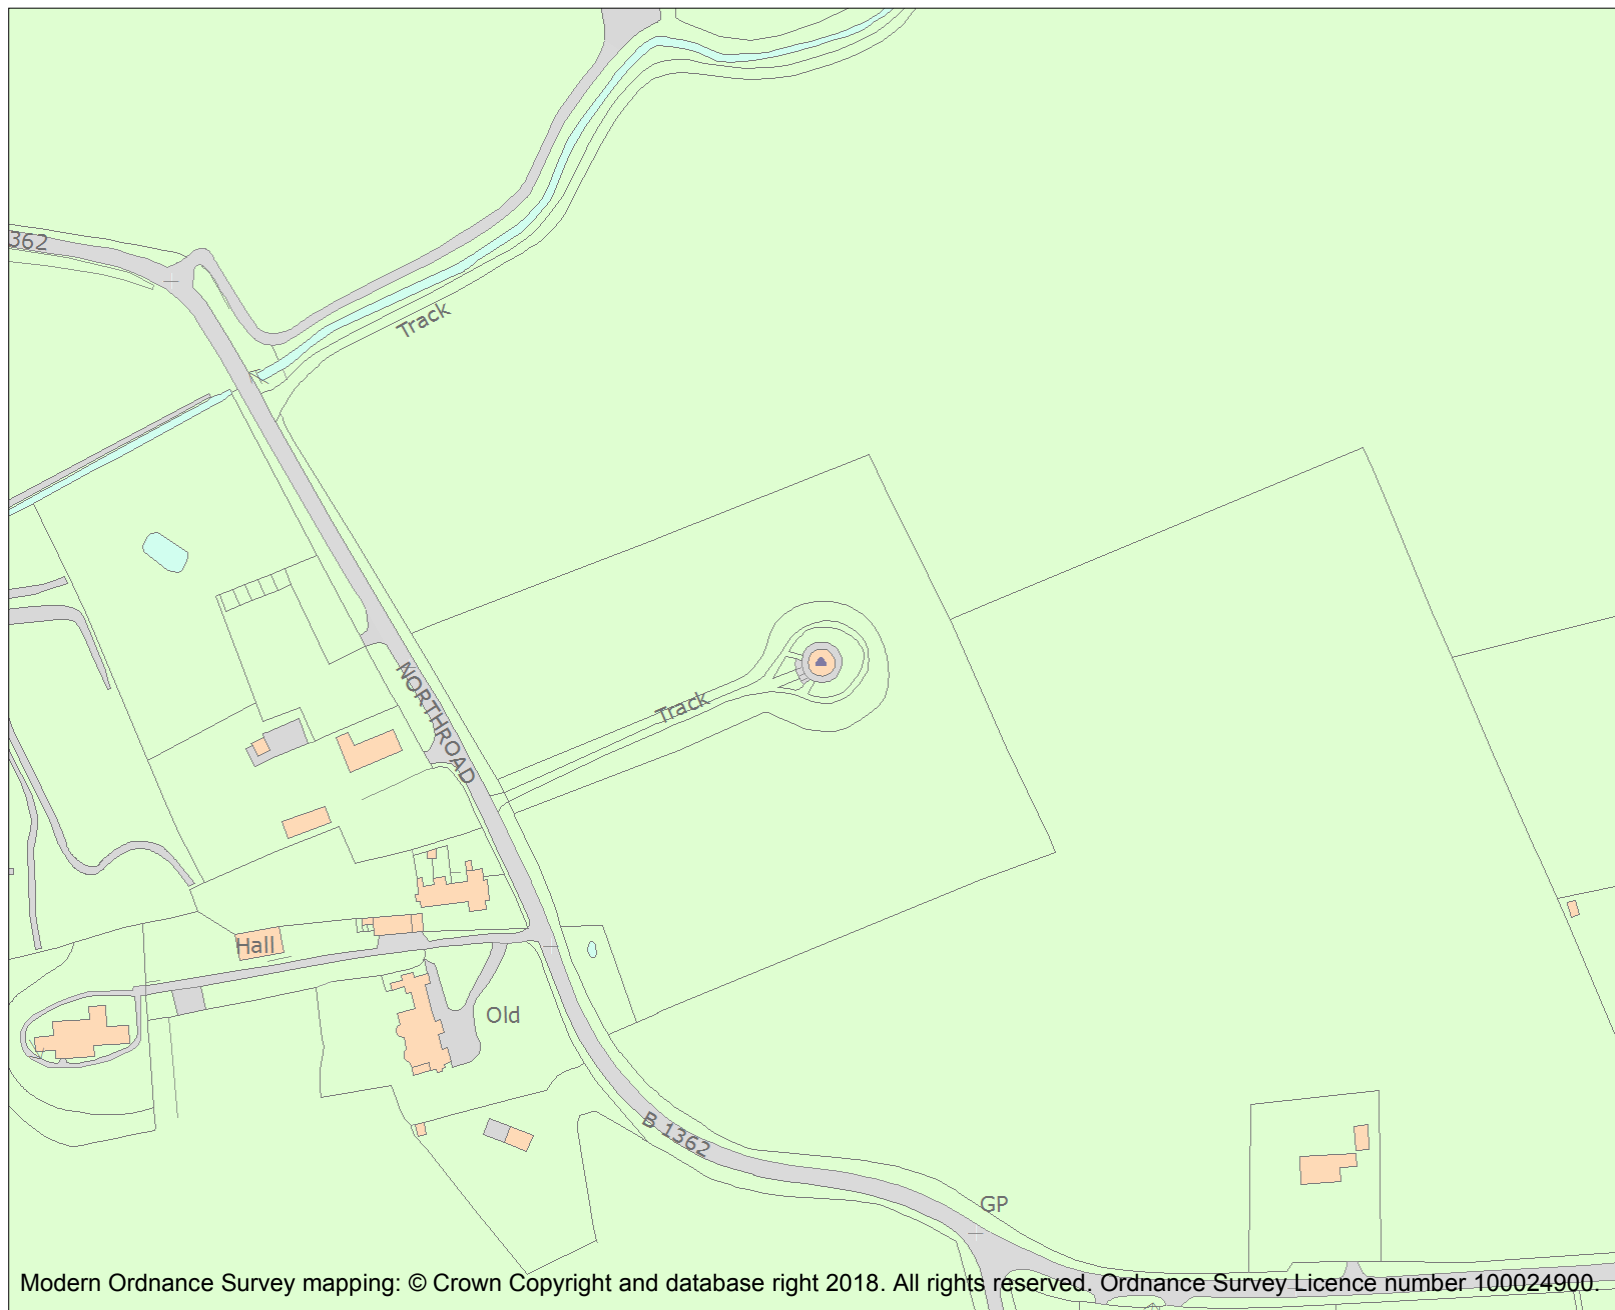 362
Track
NORTHROAD
Track
Hall
Old
B 1362
GP
Modern Ordnance Survey mapping: © Crown Copyright and database right 2018. All rights reserved. Ordnance Survey Licence number 100024900.